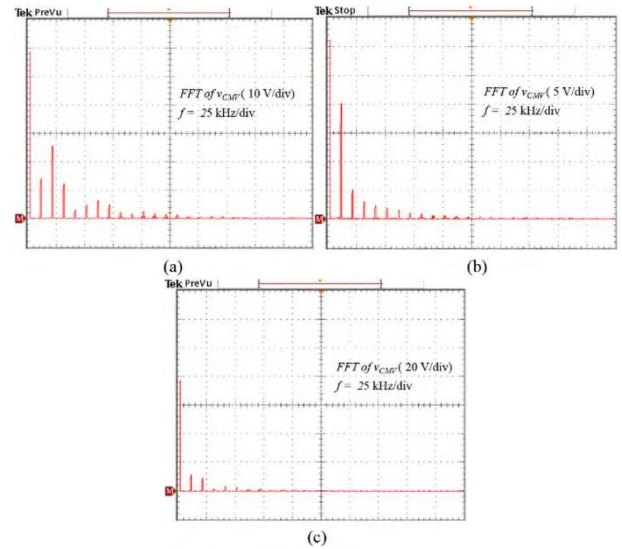 Tek PreVu
FFT of vCMV( 10 V/div)
f = 25 kHz/div
M
(a)
Tek Stop
FFT of vCMV( 5 V/div)
f = 25 kHz/div
M
(b)
Tek PreVu
FFT of vCMV( 20 V/div)
f = 25 kHz/div
M
(c)